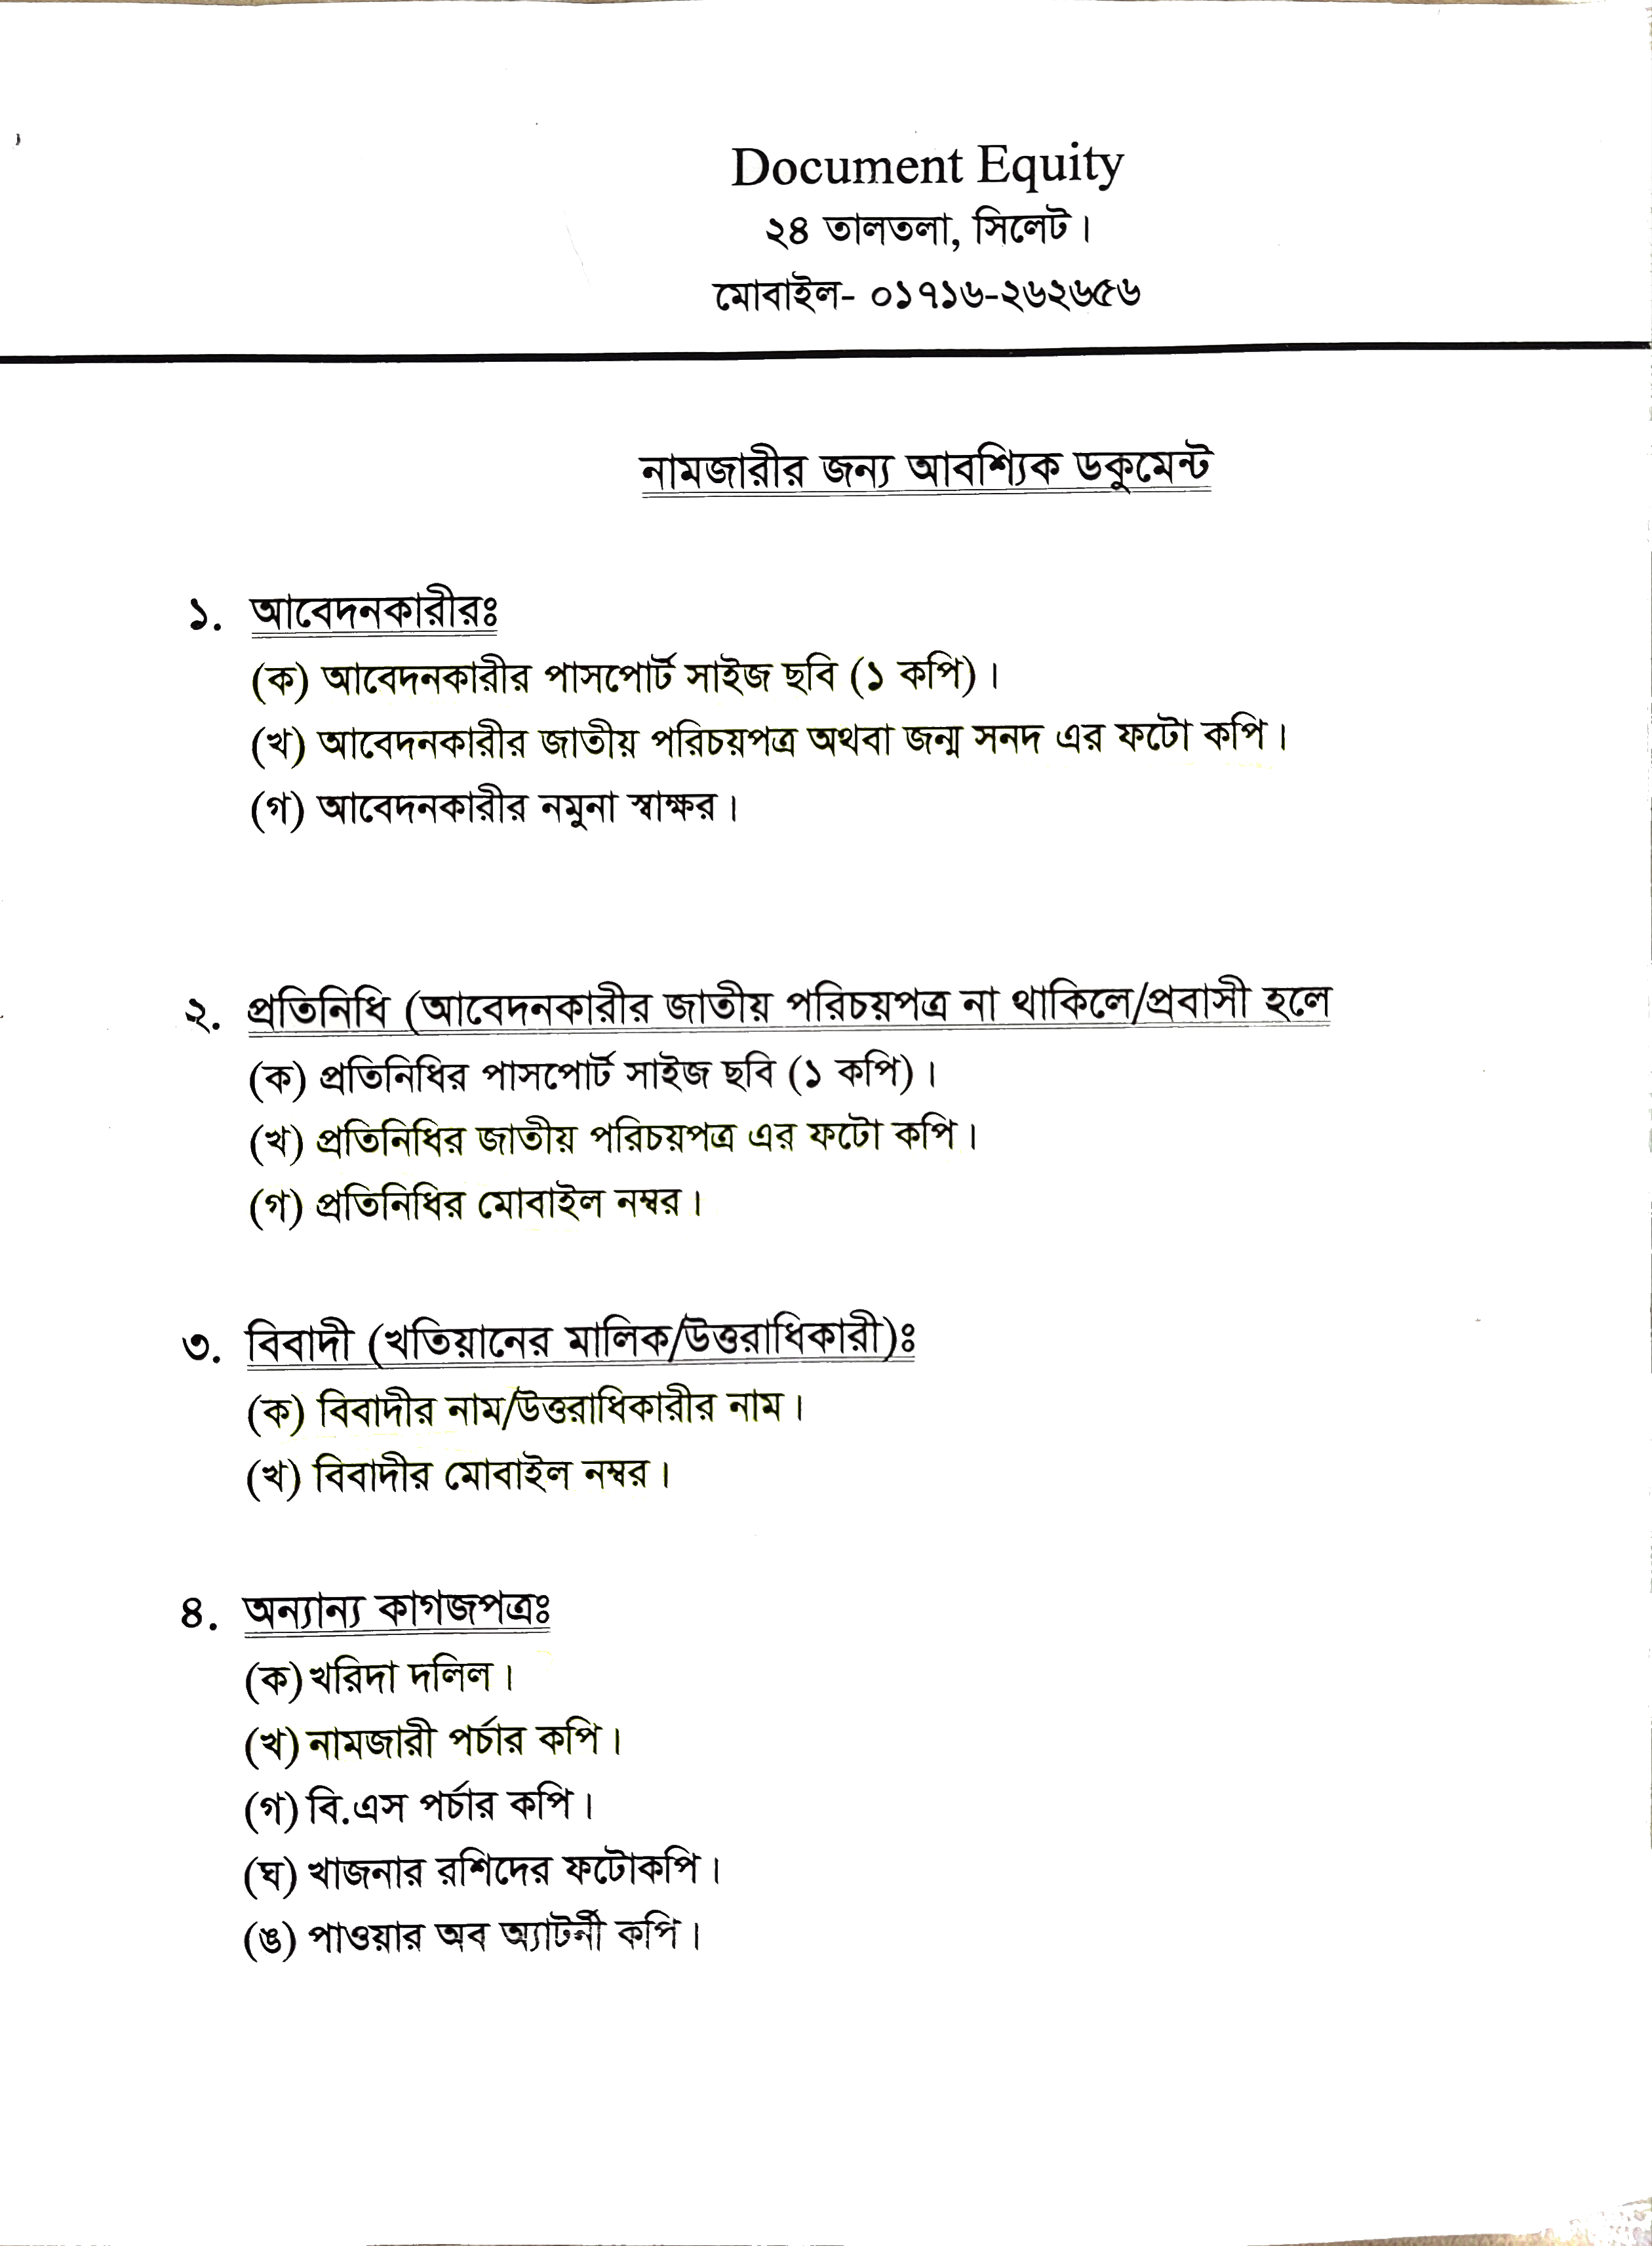 Document Equity
২৪ তালতলা, সিলেট।
মোবাইল- ০১৭১৬-২৬২৬৫৬
নামজারীর জন্য আবশ্যিক ডকুমেন্ট
১. আবেদনকারীরঃ
(ক) আবেদনকারীর পাসপোর্ট সাইজ ছবি (১ কপি)।
(খ) আবেদনকারীর জাতীয় পরিচয়পত্র অথবা জন্ম সনদ এর ফটো কপি।
(গ) আবেদনকারীর নমুনা স্বাক্ষর।
২. প্রতিনিধি (আবেদনকারীর জাতীয় পরিচয়পত্র না থাকিলে/প্রবাসী হলে
(ক) প্রতিনিধির পাসপোর্ট সাইজ ছবি (১ কপি)।
(খ) প্রতিনিধির জাতীয় পরিচয়পত্র এর ফটো কপি।
(গ) প্রতিনিধির মোবাইল নম্বর।
৩. বিবাদী (খতিয়ানের মালিক/উত্তরাধিকারী)ঃ
(ক) বিবাদীর নাম/উত্তরাধিকারীর নাম।
(খ) বিবাদীর মোবাইল নম্বর।
৪. অন্যান্য কাগজপত্রঃ
(ক) খরিদা দলিল।
(খ) নামজারী পর্চার কপি।
(গ) বি.এস পর্চার কপি।
(ঘ) খাজনার রশিদের ফটোকপি।
(ঙ) পাওয়ার অব অ্যাটর্নী কপি।